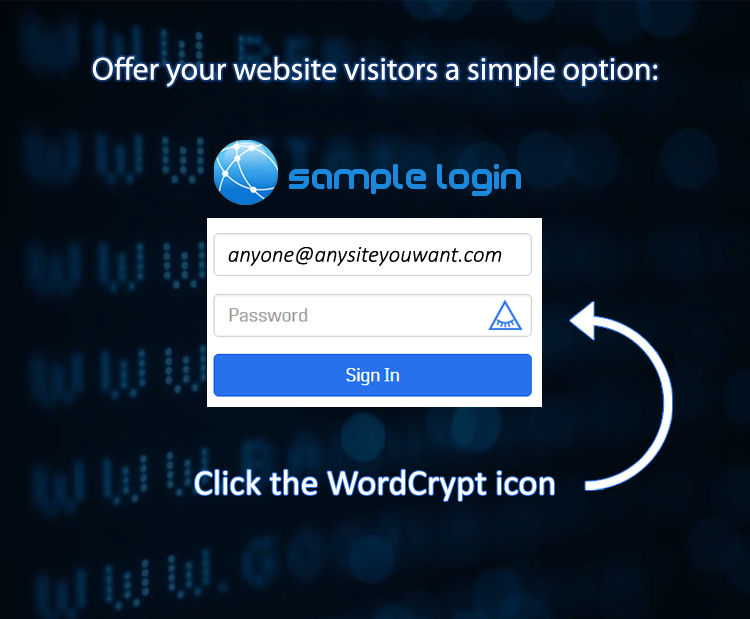 Offer your website visitors a simple option:
sample login
anyone@anysiteyouwant.com
Password
Sign In
Click the WordCrypt icon